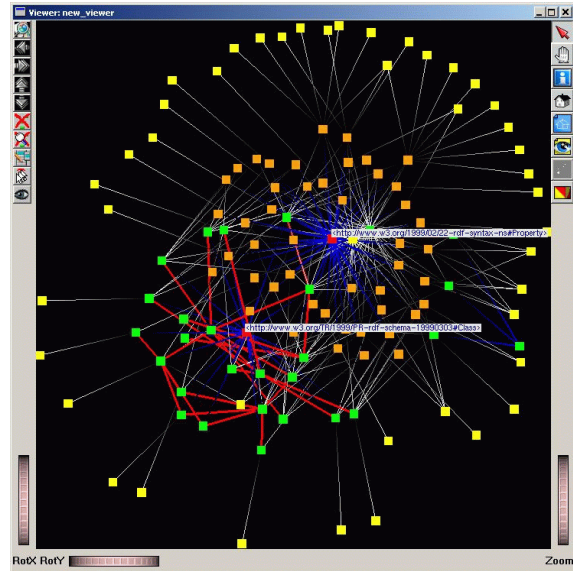 Viewer: new_viewer
<http://www.w3.org/1999/02/22-rdf-syntax-ns#Property>
<http://www.w3.org/TR/1999/PR-rdf-schema-19990303#Class>
RotX RotY
Zoom